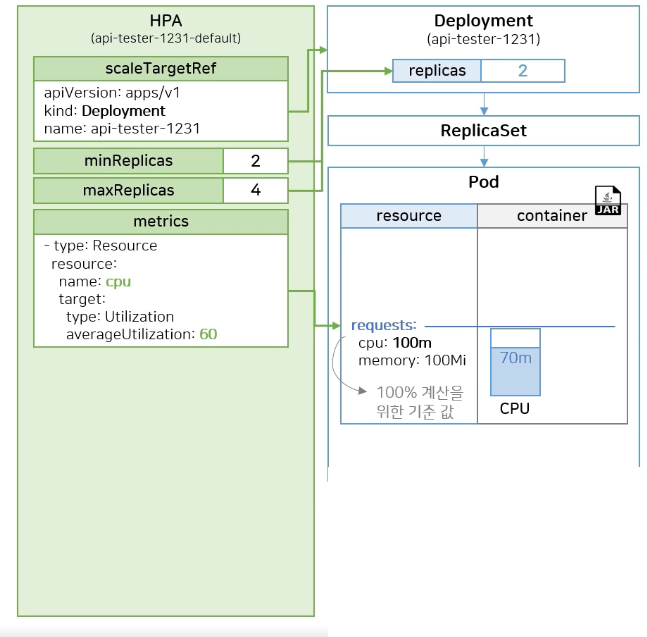 HPA
(api-tester-1231-default)
scaleTargetRef
apiVersion: apps/v1
kind: Deployment
name: api-tester-1231
minReplicas 2
maxReplicas 4
metrics
- type: Resource
resource:
name: cpu
target:
type: Utilization
averageUtilization: 60
Deployment
(api-tester-1231)
replicas 2
ReplicaSet
Pod
JAR
resource container
requests:
cpu: 100m
memory: 100Mi
100% 계산을
위한 기준 값
70m
CPU